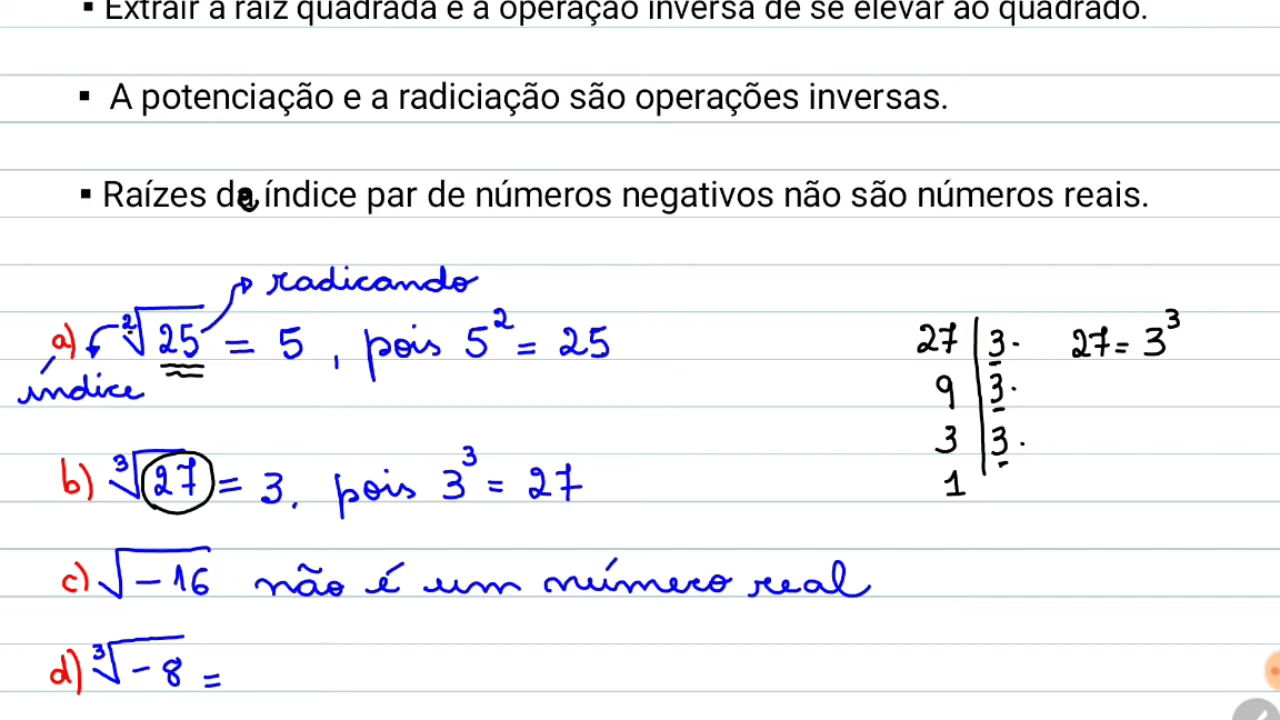 ▪ Extrair a raiz quadrada é a operação inversa de se elevar ao quadrado.
▪ A potenciação e a radiciação são operações inversas.
▪ Raízes de índice par de números negativos não são números reais.
radicando
a) ²√25 = 5 , pois 5² = 25
índice
b) ³√27 = 3, pois 3³ = 27
c) √-16 não é um número real
d) ³√-8 =
27 | 3. 27 = 3³
9 | 3.
3 | 3.
1